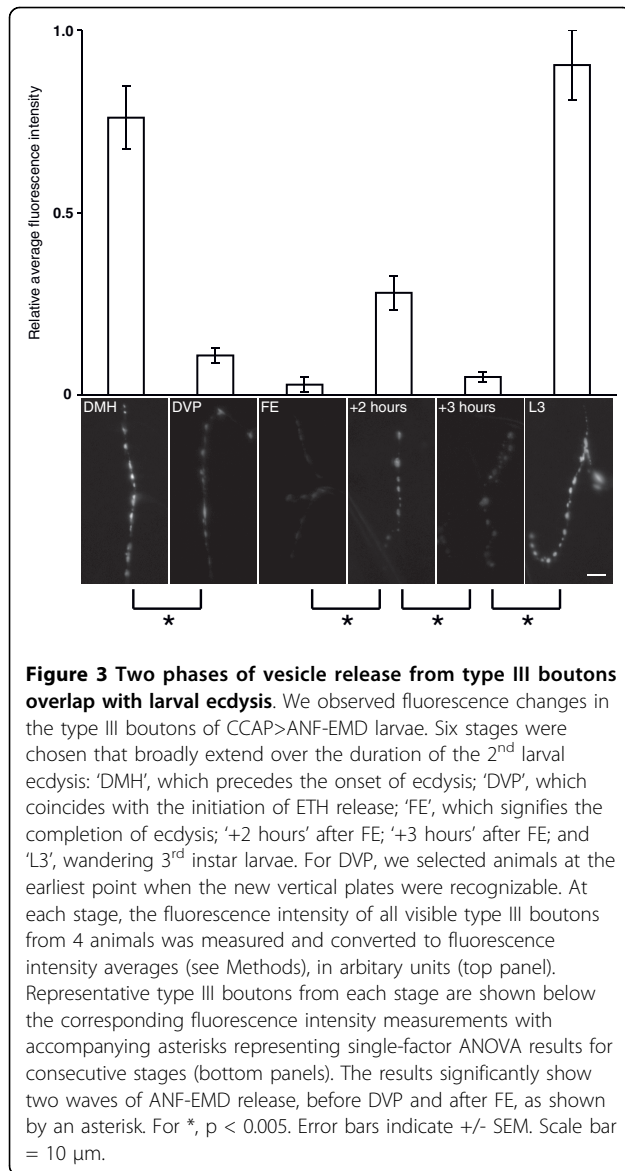 1.0
Relative average fluorescence intensity
0.5
0
DMH DVP FE +2 hours +3 hours L3
* * * *
Figure 3 Two phases of vesicle release from type III boutons
overlap with larval ecdysis. We observed fluorescence changes in
the type III boutons of CCAP>ANF-EMD larvae. Six stages were
chosen that broadly extend over the duration of the 2nd larval
ecdysis: ‘DMH’, which precedes the onset of ecdysis; ‘DVP’, which
coincides with the initiation of ETH release; ‘FE’, which signifies the
completion of ecdysis; ‘+2 hours’ after FE; ‘+3 hours’ after FE; and
‘L3’, wandering 3rd instar larvae. For DVP, we selected animals at the
earliest point when the new vertical plates were recognizable. At
each stage, the fluorescence intensity of all visible type III boutons
from 4 animals was measured and converted to fluorescence
intensity averages (see Methods), in arbitary units (top panel).
Representative type III boutons from each stage are shown below
the corresponding fluorescence intensity measurements with
accompanying asterisks representing single-factor ANOVA results for
consecutive stages (bottom panels). The results significantly show
two waves of ANF-EMD release, before DVP and after FE, as shown
by an asterisk. For *, p < 0.005. Error bars indicate +/- SEM. Scale bar
= 10 μm.